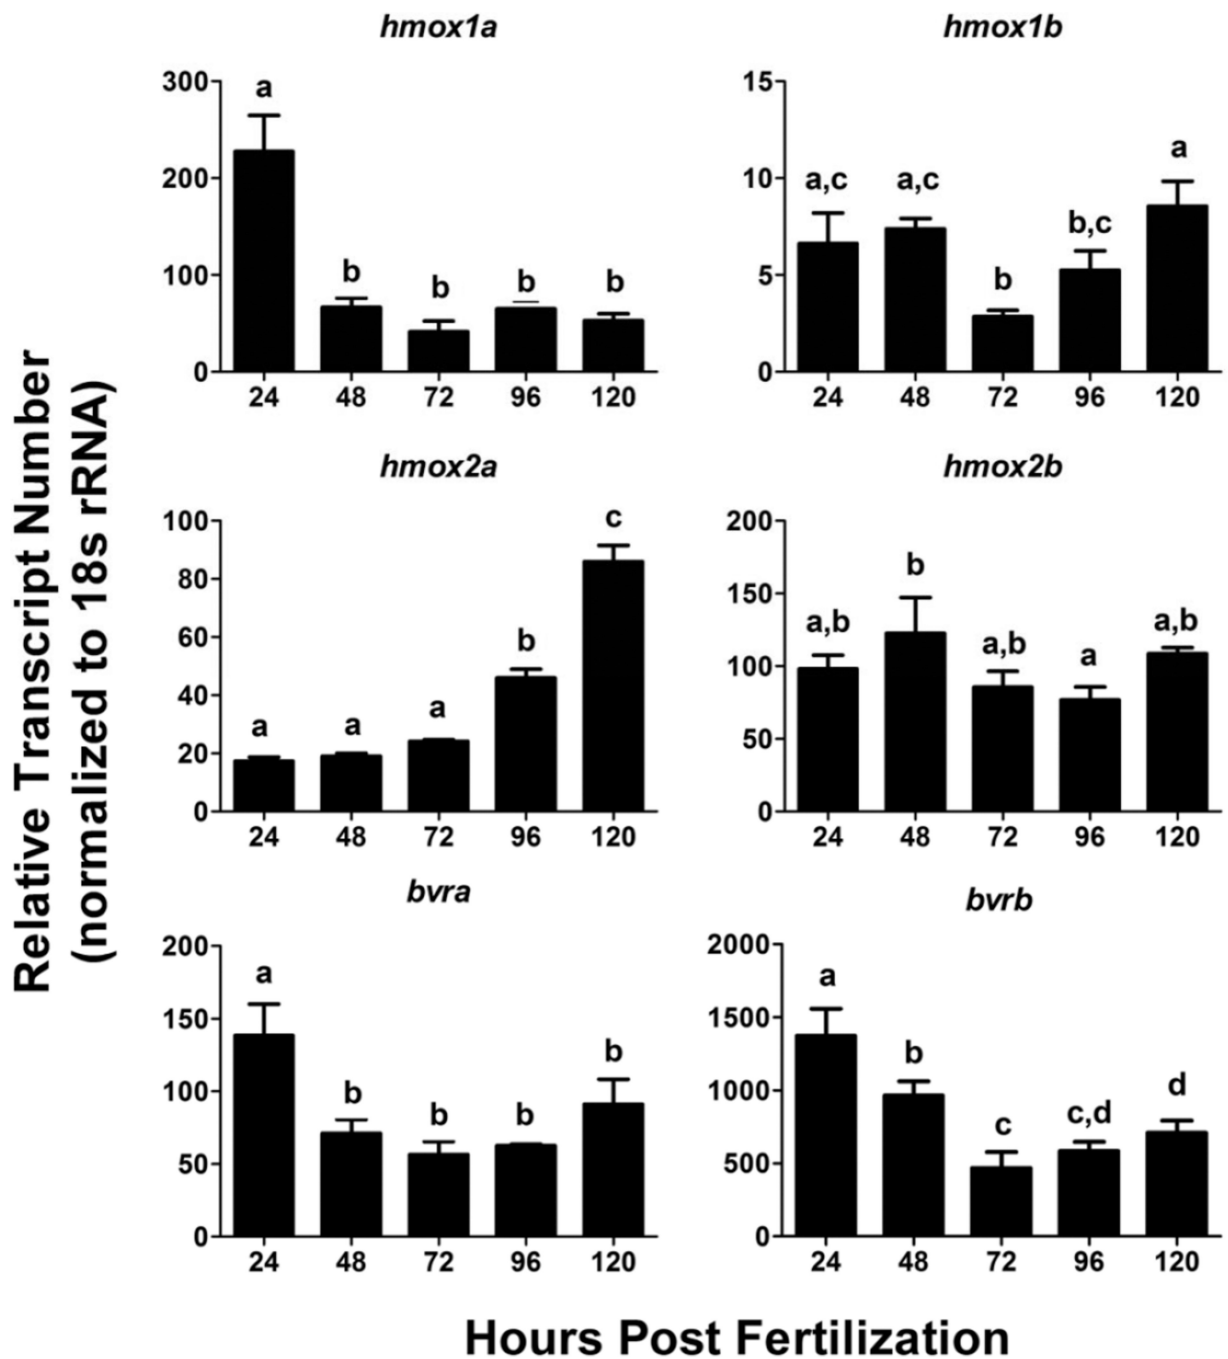 hmox1a
300
200
100
0
a
b
b
b
b
24 48 72 96 120
hmox1b
15
10
5
0
a,c
a,c
b
b,c
a
24 48 72 96 120
hmox2a
100
80
60
40
20
0
a
a
a
b
c
24 48 72 96 120
hmox2b
200
150
100
50
0
a,b
b
a,b
a
a,b
24 48 72 96 120
bvra
200
150
100
50
0
a
b
b
b
b
24 48 72 96 120
bvrb
2000
1500
1000
500
0
a
b
c
c,d
d
24 48 72 96 120
Relative Transcript Number
(normalized to 18s rRNA)
Hours Post Fertilization